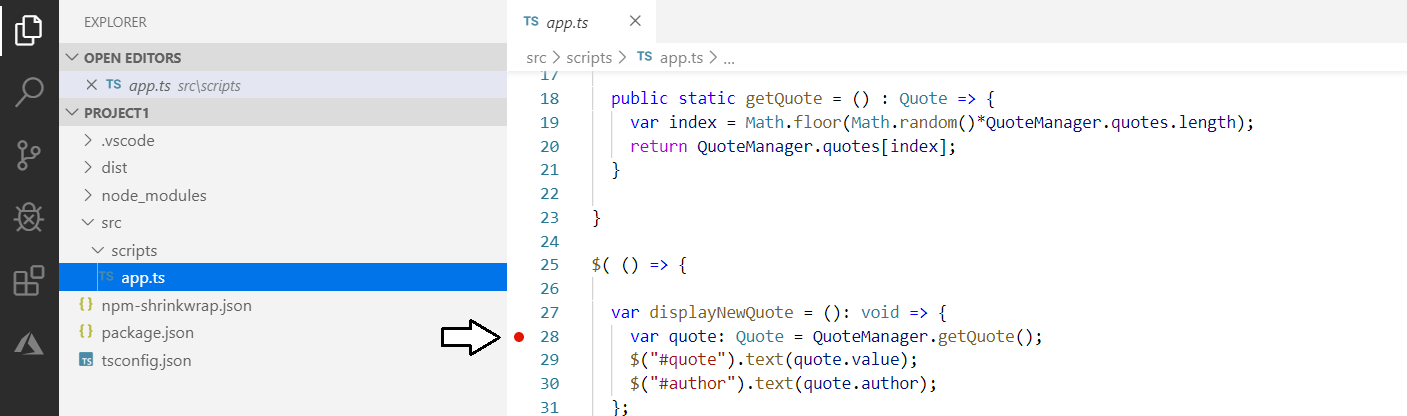 EXPLORER
OPEN EDITORS
TS app.ts src\scripts
PROJECT1
.vscode
dist
node_modules
src
scripts
TS app.ts
{} npm-shrinkwrap.json
{} package.json
TS tsconfig.json
TS app.ts
src > scripts > TS app.ts > ...
17
18 public static getQuote = () : Quote => {
19 var index = Math.floor(Math.random()*QuoteManager.quotes.length);
20 return QuoteManager.quotes[index];
21 }
22
23 }
24
25 $( () => {
26
27 var displayNewQuote = (): void => {
28 var quote: Quote = QuoteManager.getQuote();
29 $("#quote").text(quote.value);
30 $("#author").text(quote.author);
31 };